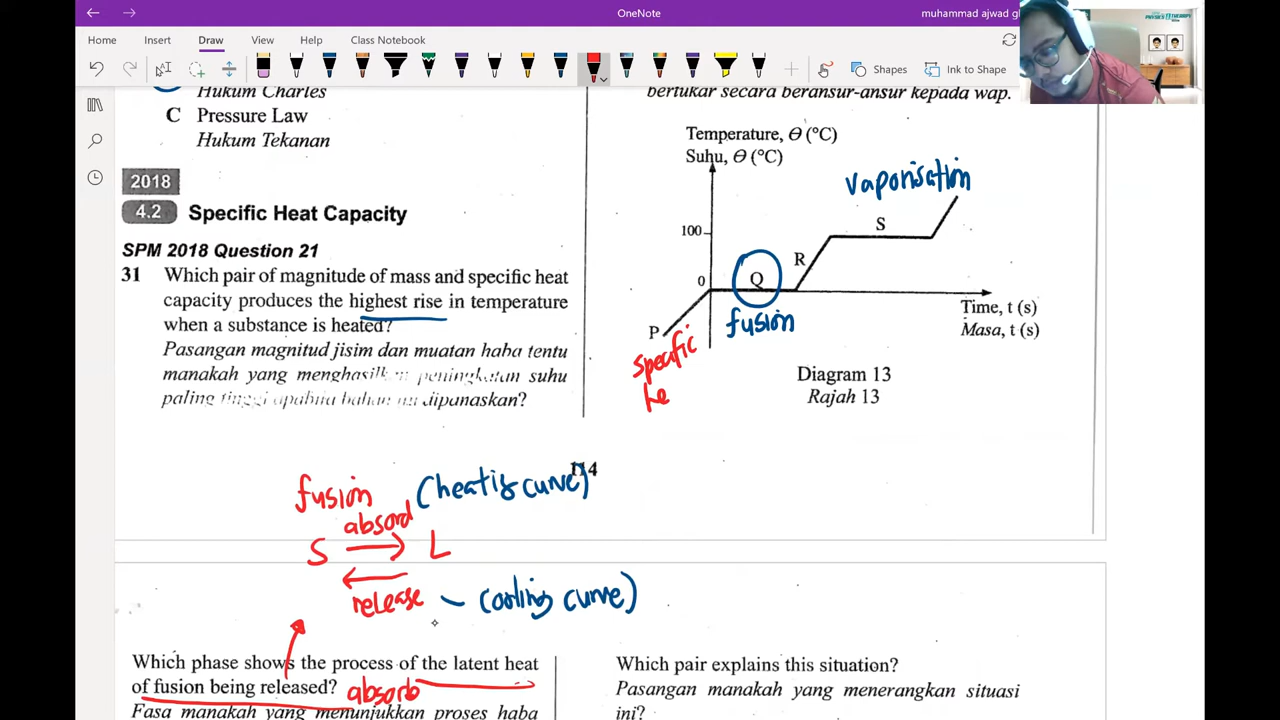 OneNote
muhammad ajwad gh
Home Insert Draw View Help Class Notebook
Shapes
Ink to Shape
Hukum Charles
C Pressure Law
Hukum Tekanan
2018
4.2 Specific Heat Capacity
SPM 2018 Question 21
31 Which pair of magnitude of mass and specific heat
capacity produces the highest rise in temperature
when a substance is heated?
Pasangan magnitud jisim dan muatan haba tentu
manakah yang menghasilkan peningkatan suhu
paling tinggi apabila bahan ini dipanaskan?
bertukar secara beransur-ansur kepada wap.
Temperature, Θ (°C)
Suhu, Θ (°C)
vaporisation
100
S
R
0
Q
P
fusion
specific
he
Time, t (s)
Masa, t (s)
Diagram 13
Rajah 13
114
fusion (heatig curve)
absord
S L
release - (cooling curve)
Which phase shows the process of the latent heat
of fusion being released? absorb
Fasa manakah yang menunjukkan proses haba
Which pair explains this situation?
Pasangan manakah yang menerangkan situasi
ini?